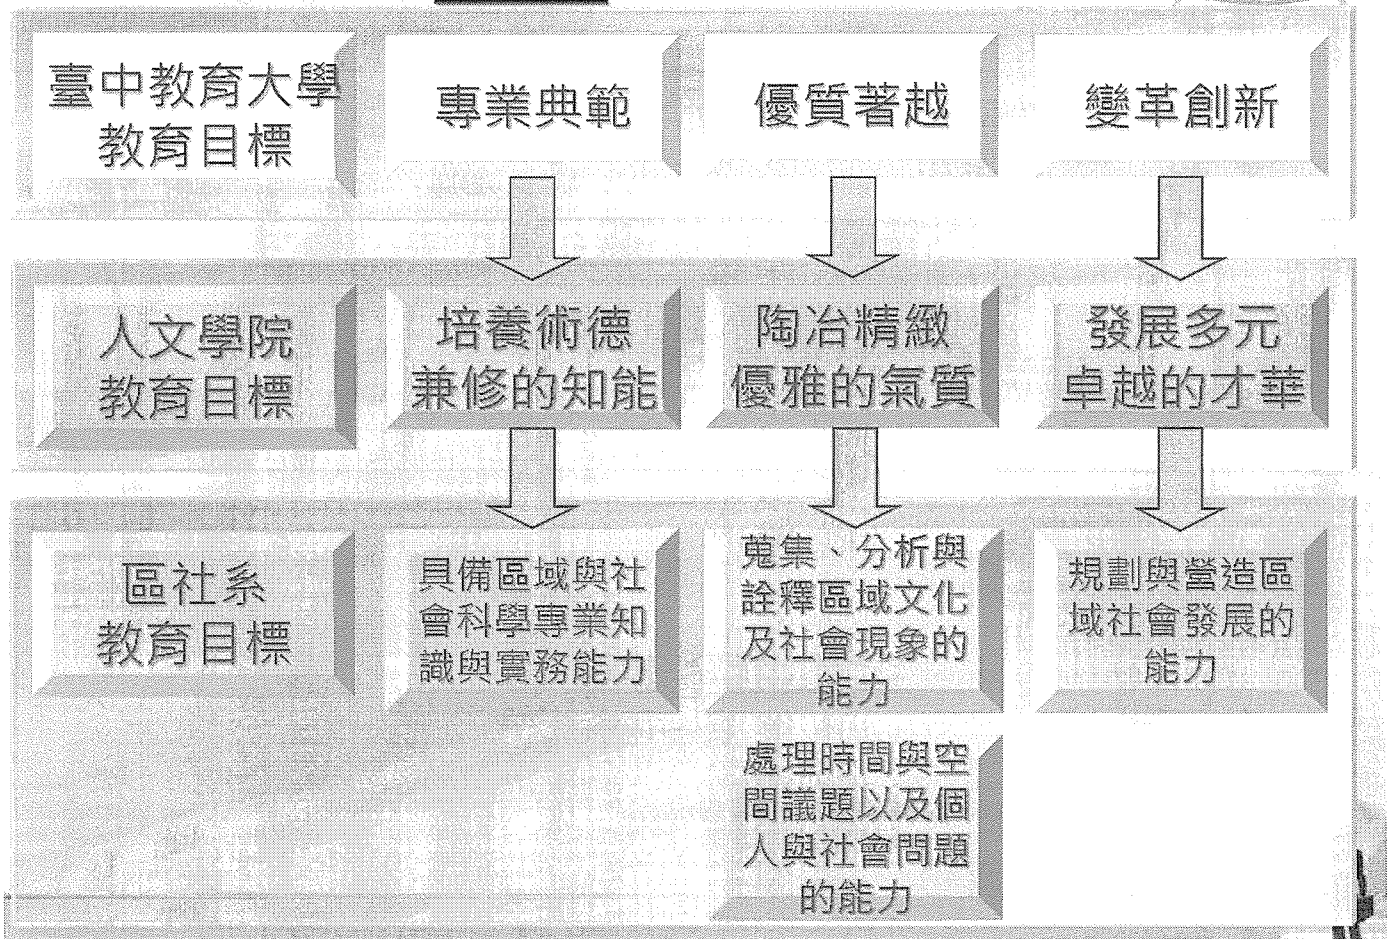 臺中教育大學
教育目標
專業典範
優質著越
變革創新
人文學院
教育目標
培養術德
兼修的知能
陶冶精緻
優雅的氣質
發展多元
卓越的才華
區社系
教育目標
具備區域與社
會科學專業知
識與實務能力
蒐集、分析與
詮釋區域文化
及社會現象的
能力
規劃與營造區
域社會發展的
能力
處理時間與空
間議題以及個
人與社會問題
的能力